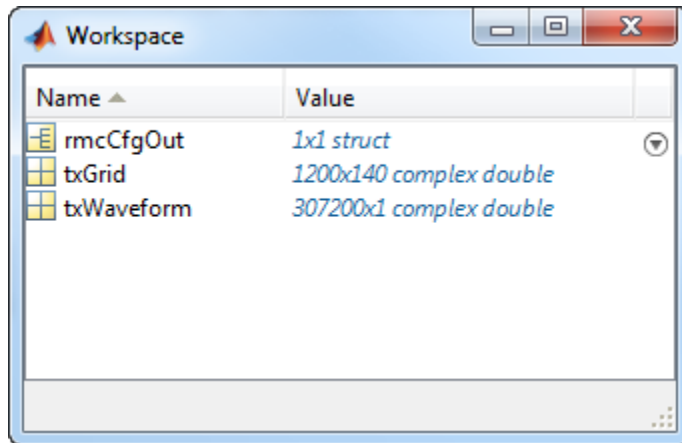 Workspace
Name Value
rmcCfgOut 1x1 struct
txGrid 1200x140 complex double
txWaveform 307200x1 complex double